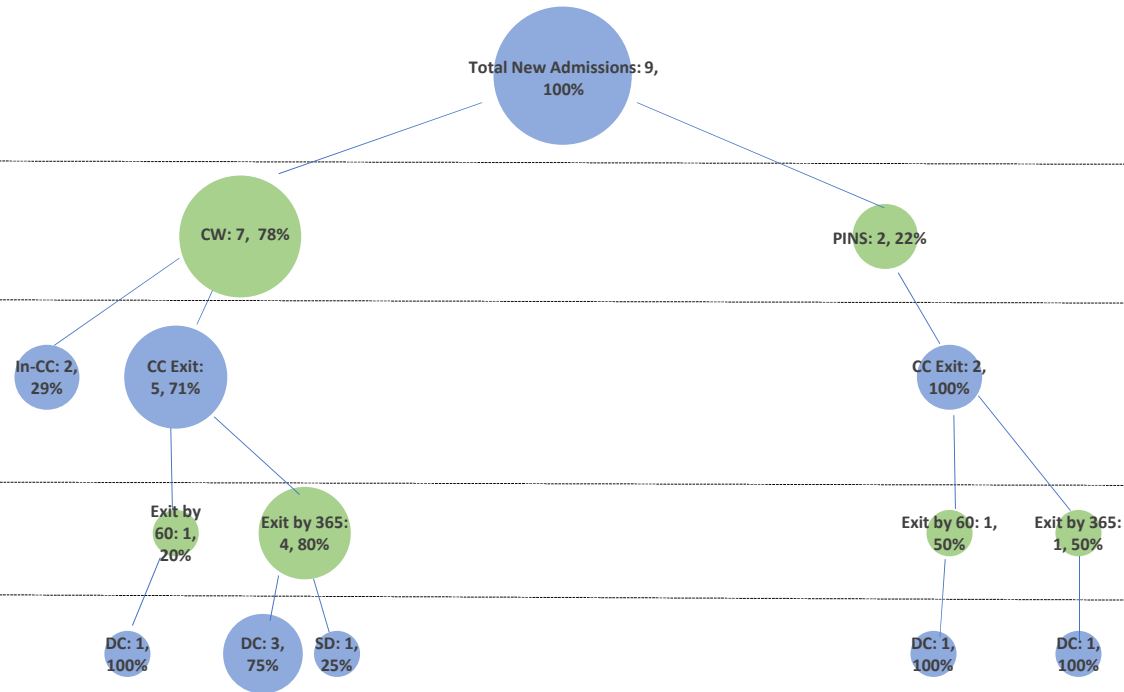 Total New Admissions: 9,
100%
CW: 7,  78%
PINS: 2, 22%
In-CC: 2,
29%
CC Exit:
5, 71%
CC Exit: 2,
100%
Exit by
60: 1,
20%
Exit by 365:
4, 80%
Exit by 60: 1,
50%
Exit by 365:
1, 50%
DC: 1,
100%
DC: 3,
75%
SD: 1,
25%
DC: 1,
100%
DC: 1,
100%